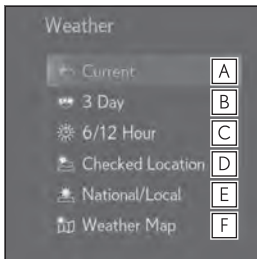 Weather
Current A
3 Day B
6/12 Hour C
Checked Location D
National/Local E
Weather Map F